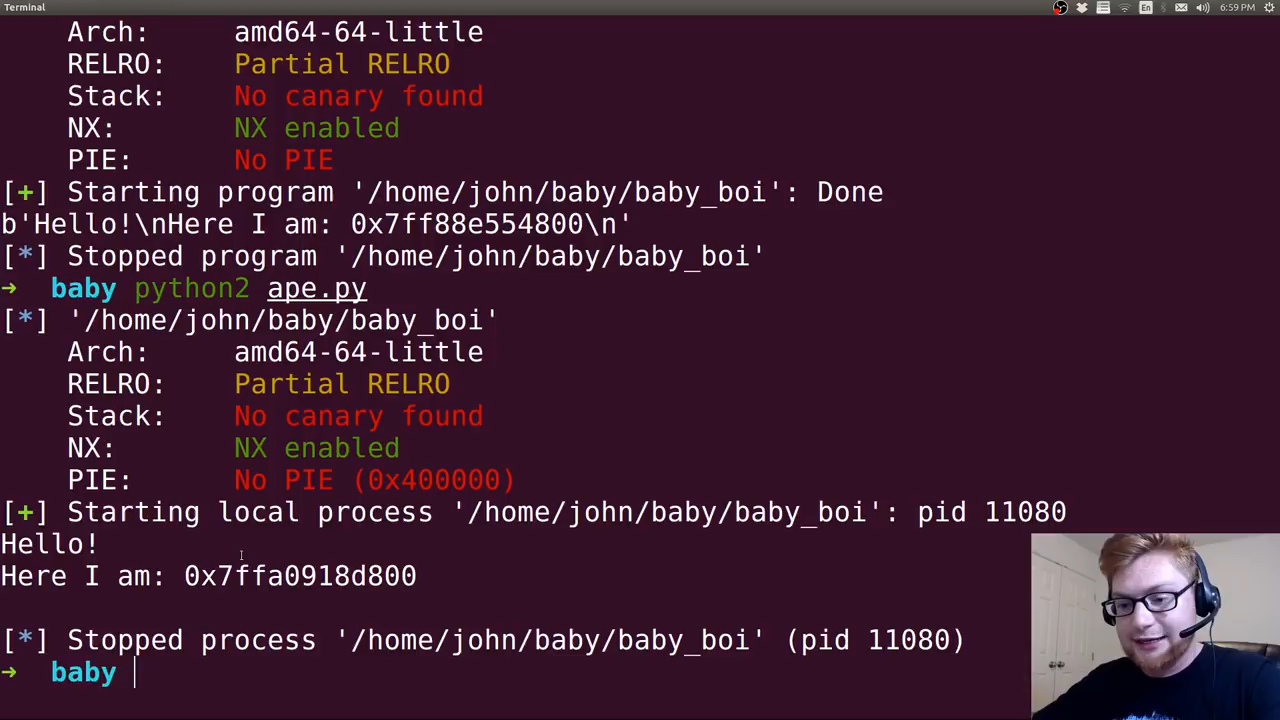 Terminal
En
6:59 PM
Arch: amd64-64-little
RELRO: Partial RELRO
Stack: No canary found
NX: NX enabled
PIE: No PIE
[+] Starting program '/home/john/baby/baby_boi': Done
b'Hello!\nHere I am: 0x7ff88e554800\n'
[*] Stopped program '/home/john/baby/baby_boi'
→ baby python2 ape.py
[*] '/home/john/baby/baby_boi'
Arch: amd64-64-little
RELRO: Partial RELRO
Stack: No canary found
NX: NX enabled
PIE: No PIE (0x400000)
[+] Starting local process '/home/john/baby/baby_boi': pid 11080
Hello!
Here I am: 0x7ffa0918d800
[*] Stopped process '/home/john/baby/baby_boi' (pid 11080)
→ baby